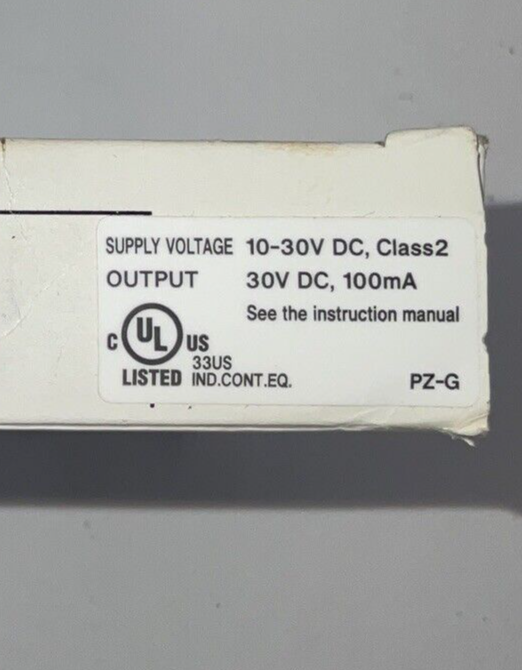 SUPPLY VOLTAGE 10-30V DC, Class2
OUTPUT 30V DC, 100mA
See the instruction manual
C UL US
33US
LISTED IND.CONT.EQ.
PZ-G